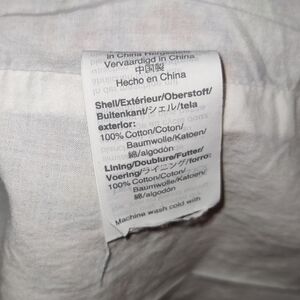 in China Hergestellt
Vervaardigd in China
中国製
Hecho en China
Shell/Extérieur/Oberstoff/
Buitenkant/シェル/tela
exterior:
100% Cotton/Coton/
Baumwolle/Katoen/
綿/algodón
Lining/Doublure/Futter/
Voering/ライニング/forro:
100% Cotton/Coton/
Baumwolle/Katoen/
綿/algodón
Machine wash cold with